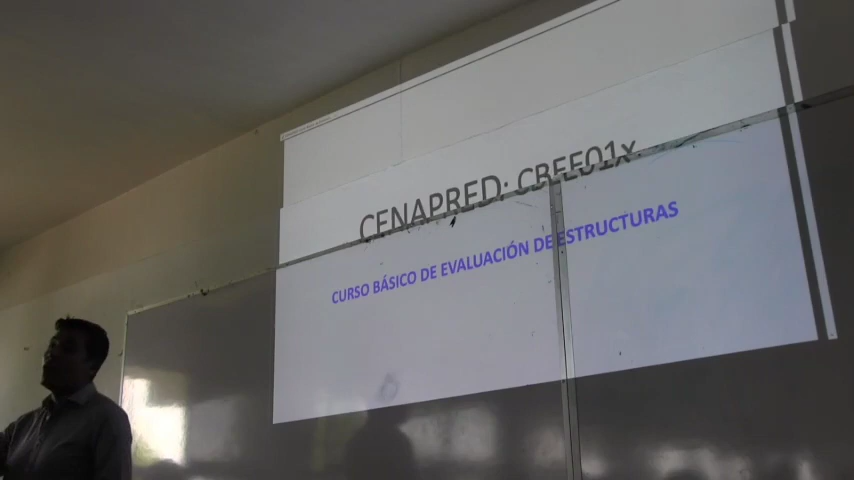 CENAPRED: CBEE01x
CURSO BÁSICO DE EVALUACIÓN DE ESTRUCTURAS